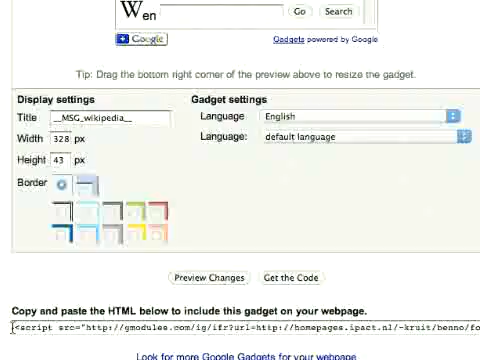 Wen
Go Search
+ Google Gadgets powered by Google
Tip: Drag the bottom right corner of the preview above to resize the gadget.
Display settings Gadget settings
Title __MSG_wikipedia__ Language English
Width 328 px Language: default language
Height 43 px
Border
Preview Changes Get the Code
Copy and paste the HTML below to include this gadget on your webpage.
<script src="http://gmodules.com/ig/ifr?url=http://homepages.ipact.nl/~kruit/benno/fo
Look for more Google Gadgets for your webpage